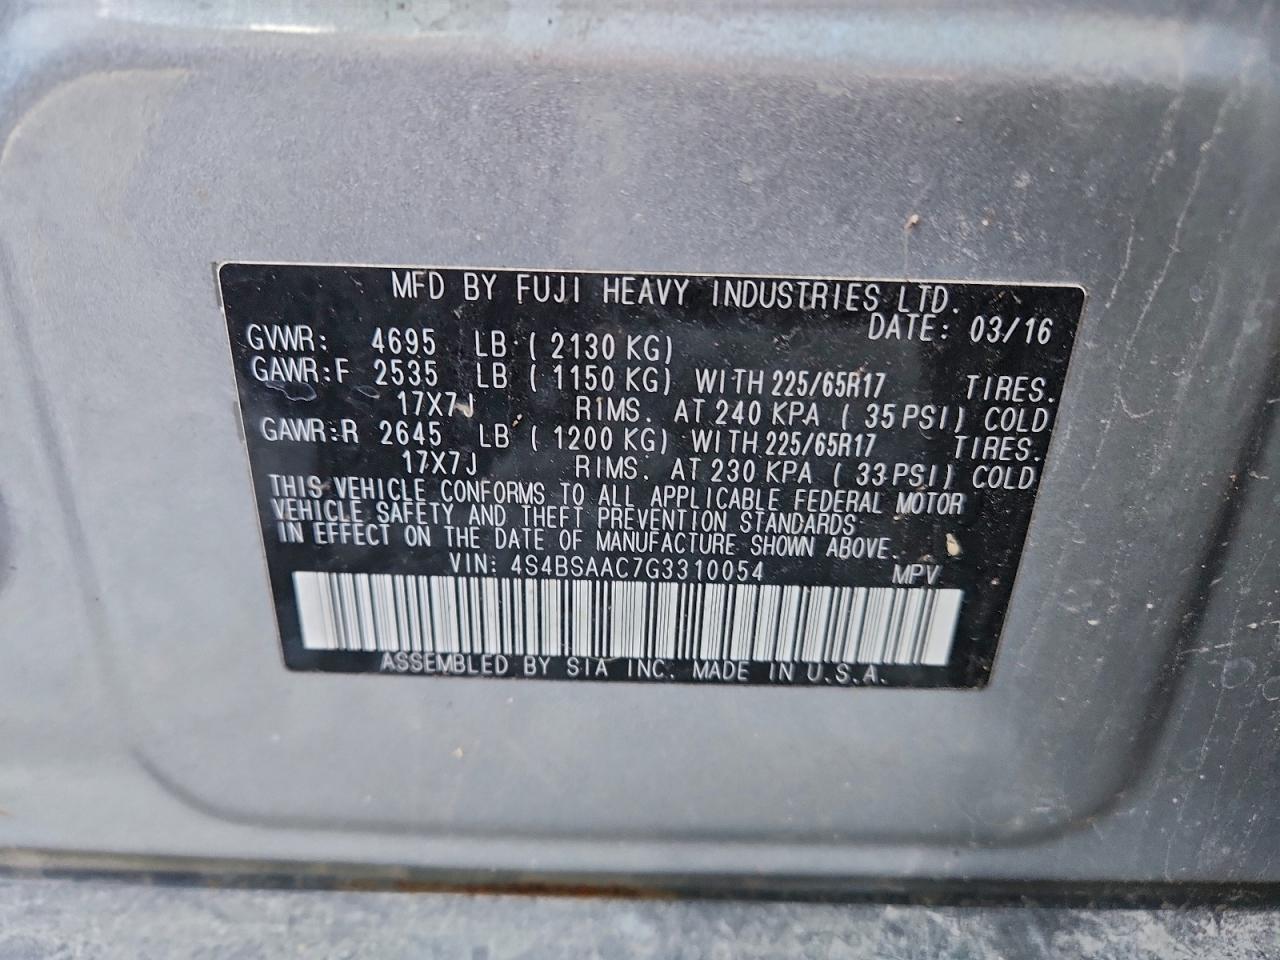 MFD BY FUJI HEAVY INDUSTRIES LTD.
DATE: 03/16
GVWR: 4695 LB ( 2130 KG)
GAWR:F 2535 LB ( 1150 KG) WITH 225/65R17 TIRES.
17X7J RIMS. AT 240 KPA ( 35 PSI) COLD
GAWR:R 2645 LB ( 1200 KG) WITH 225/65R17 TIRES.
17X7J RIMS. AT 230 KPA ( 33 PSI) COLD
THIS VEHICLE CONFORMS TO ALL APPLICABLE FEDERAL MOTOR
VEHICLE SAFETY AND THEFT PREVENTION STANDARDS
IN EFFECT ON THE DATE OF MANUFACTURE SHOWN ABOVE.
VIN: 4S4BSAAC7G3310054 MPV
ASSEMBLED BY SIA INC. MADE IN U.S.A.